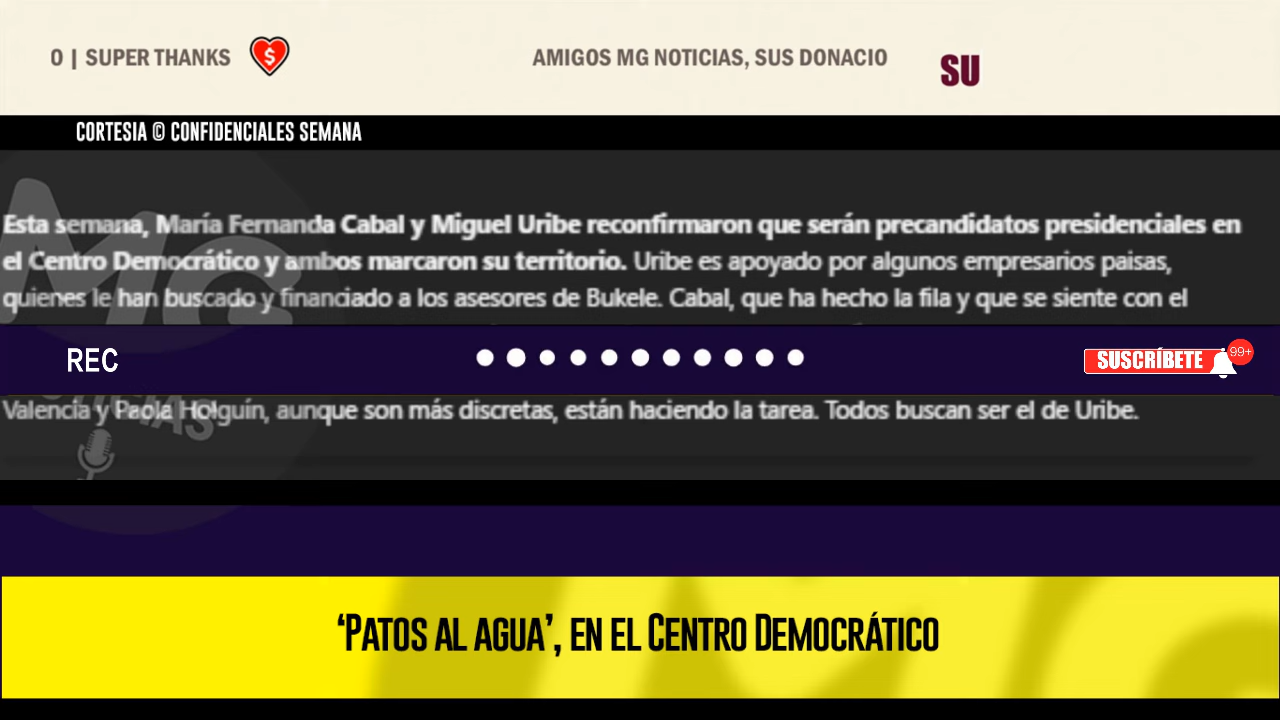 0 | SUPER THANKS $ AMIGOS MG NOTICIAS, SUS DONACIO SU
CORTESIA © CONFIDENCIALES SEMANA
Esta semana, María Fernanda Cabal y Miguel Uribe reconfirmaron que serán precandidatos presidenciales en
el Centro Democrático y ambos marcaron su territorio. Uribe es apoyado por algunos empresarios paisas,
quienes le han buscado y financiado a los asesores de Bukele. Cabal, que ha hecho la fila y que se siente con el
REC SUSCRÍBETE 99+
Valencia y Paola Holguín, aunque son más discretas, están haciendo la tarea. Todos buscan ser el de Uribe.
‘PATOS AL AGUA’, EN EL CENTRO DEMOCRÁTICO